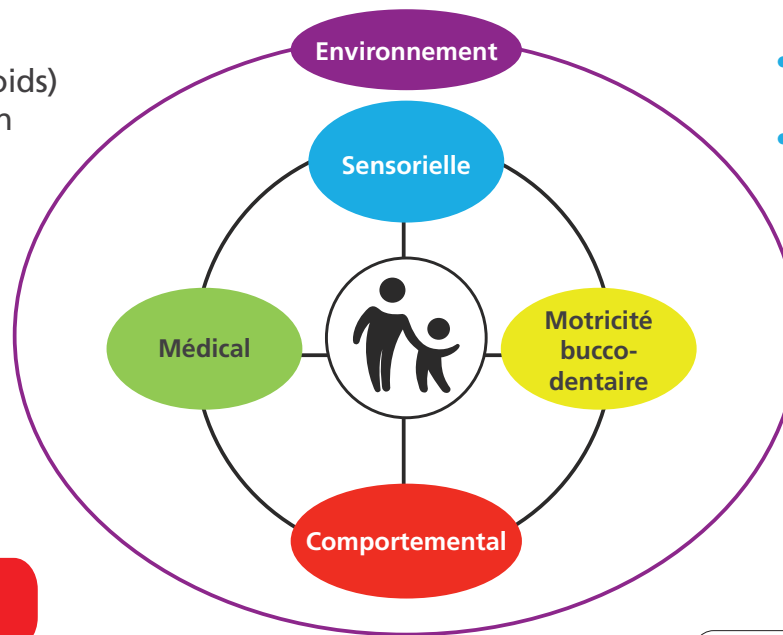 Environnement
Sensorielle
Médical
Motricité
bucco-
dentaire
Comportemental